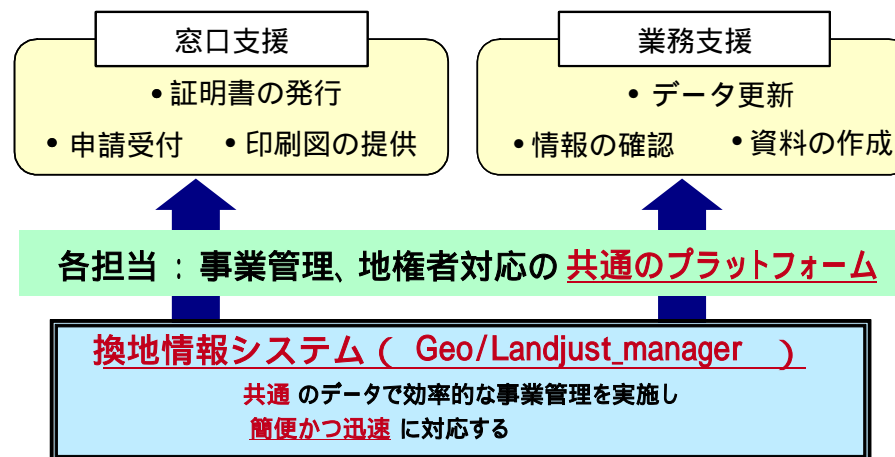 窓口支援
・証明書の発行
・申請受付 ・印刷図の提供
業務支援
・データ更新
・情報の確認 ・資料の作成
各担当：事業管理、地権者対応の共通のプラットフォーム
換地情報システム（ Geo/Landjust_manager ）
共通 のデータで効率的な事業管理を実施し
簡便かつ迅速 に対応する